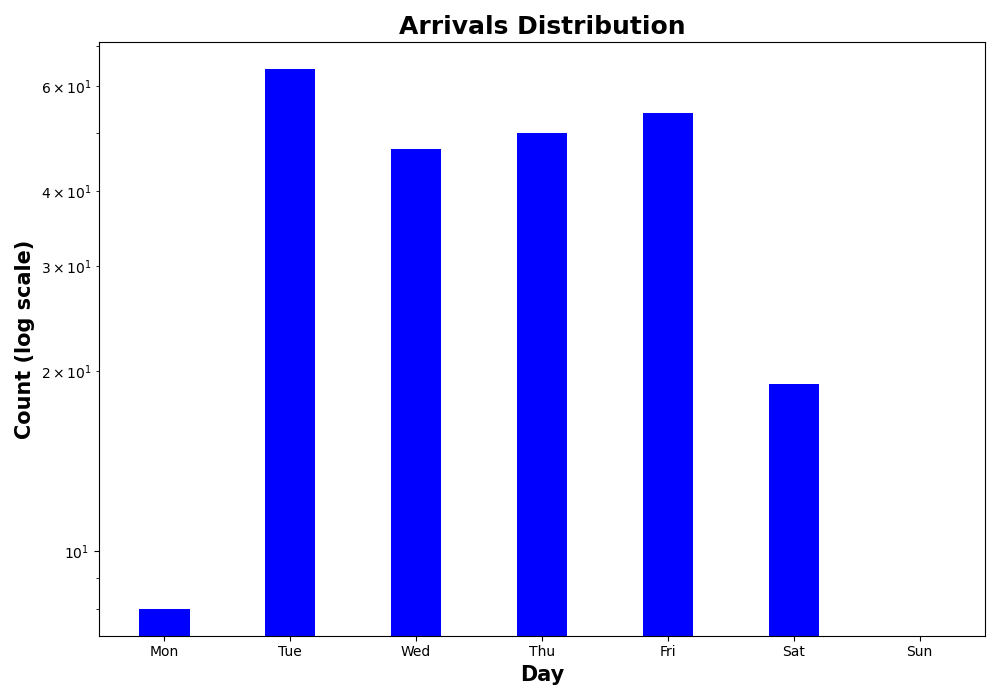 Arrivals Distribution
Count (log scale)
6 × 10¹
4 × 10¹
3 × 10¹
2 × 10¹
10¹
Mon Tue Wed Thu Fri Sat Sun
Day